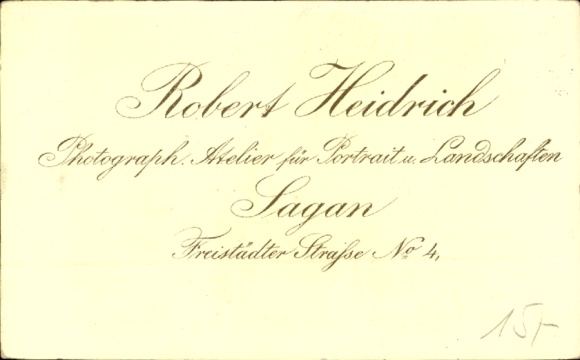 Robert Heidrich
Photograph. Atelier für Portrait u. Landschaften
Sagan
Freistädter Straſse No 4,
15,-